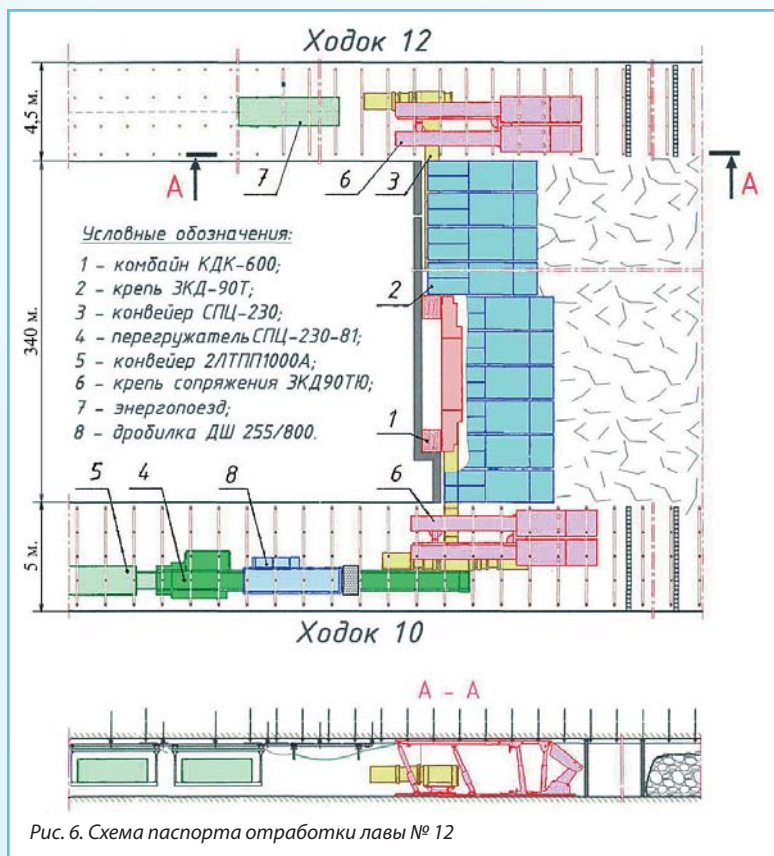 Ходок 12
4,5 м.
А
А
7
6
3
Условные обозначения:
1 - комбайн КДК-600;
2 - крепь ЗКД-90Т;
3 - конвейер СПЦ-230;
4 - перегружатель СПЦ-230-81;
5 - конвейер 2ЛТПП1000А;
6 - крепь сопряжения ЗКД90ТЮ;
7 - энергопоезд;
8 - дробилка ДШ 255/800.
2
340 м.
1
5
4
8
6
5 м.
Ходок 10
А - А
Рис. 6. Схема паспорта отработки лавы № 12